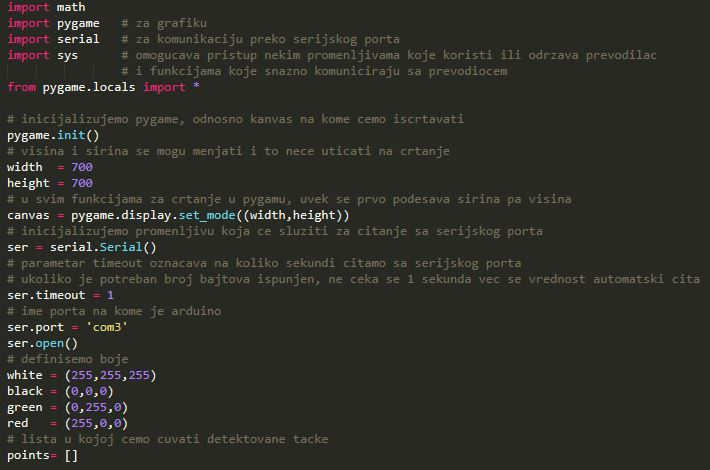 import math
import pygame   # za grafiku
import serial   # za komunikaciju preko serijskog porta
import sys      # omogucava pristup nekim promenljivama koje koristi ili odrzava prevodilac
                # i funkcijama koje snazno komuniciraju sa prevodiocem
from pygame.locals import *

# inicijalizujemo pygame, odnosno kanvas na kome cemo iscrtavati
pygame.init()
# visina i sirina se mogu menjati i to nece uticati na crtanje
width  = 700
height = 700
# u svim funkcijama za crtanje u pygamu, uvek se prvo podesava sirina pa visina
canvas = pygame.display.set_mode((width,height))
# inicijalizujemo promenljivu koja ce sluziti za citanje sa serijskog porta
ser = serial.Serial()
# parametar timeout oznacava na koliko sekundi citamo sa serijskog porta
# ukoliko je potreban broj bajtova ispunjen, ne ceka se 1 sekunda vec se vrednost automatski cita
ser.timeout = 1
# ime porta na kome je arduino
ser.port = 'com3'
ser.open()
# definisemo boje
white = (255,255,255)
black = (0,0,0)
green = (0,255,0)
red   = (255,0,0)
# lista u kojoj cemo cuvati detektovane tacke
points= []